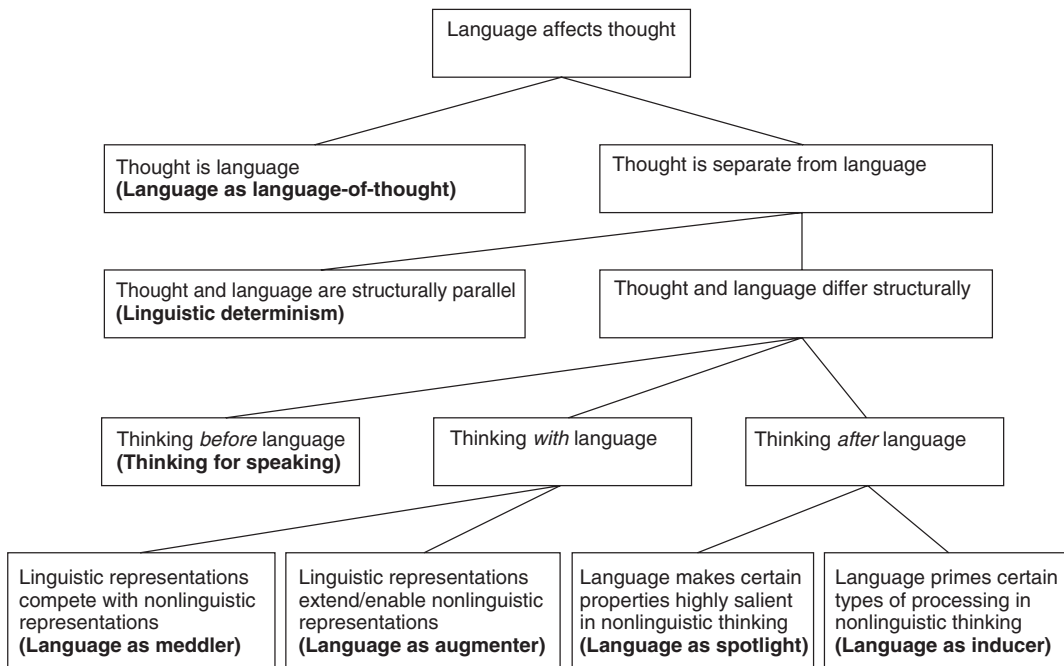 Language affects thought
Thought is language
(Language as language-of-thought)
Thought is separate from language
Thought and language are structurally parallel
(Linguistic determinism)
Thought and language differ structurally
Thinking before language
(Thinking for speaking)
Thinking with language
Thinking after language
Linguistic representations
compete with nonlinguistic
representations
(Language as meddler)
Linguistic representations
extend/enable nonlinguistic
representations
(Language as augmenter)
Language makes certain
properties highly salient
in nonlinguistic thinking
(Language as spotlight)
Language primes certain
types of processing in
nonlinguistic thinking
(Language as inducer)